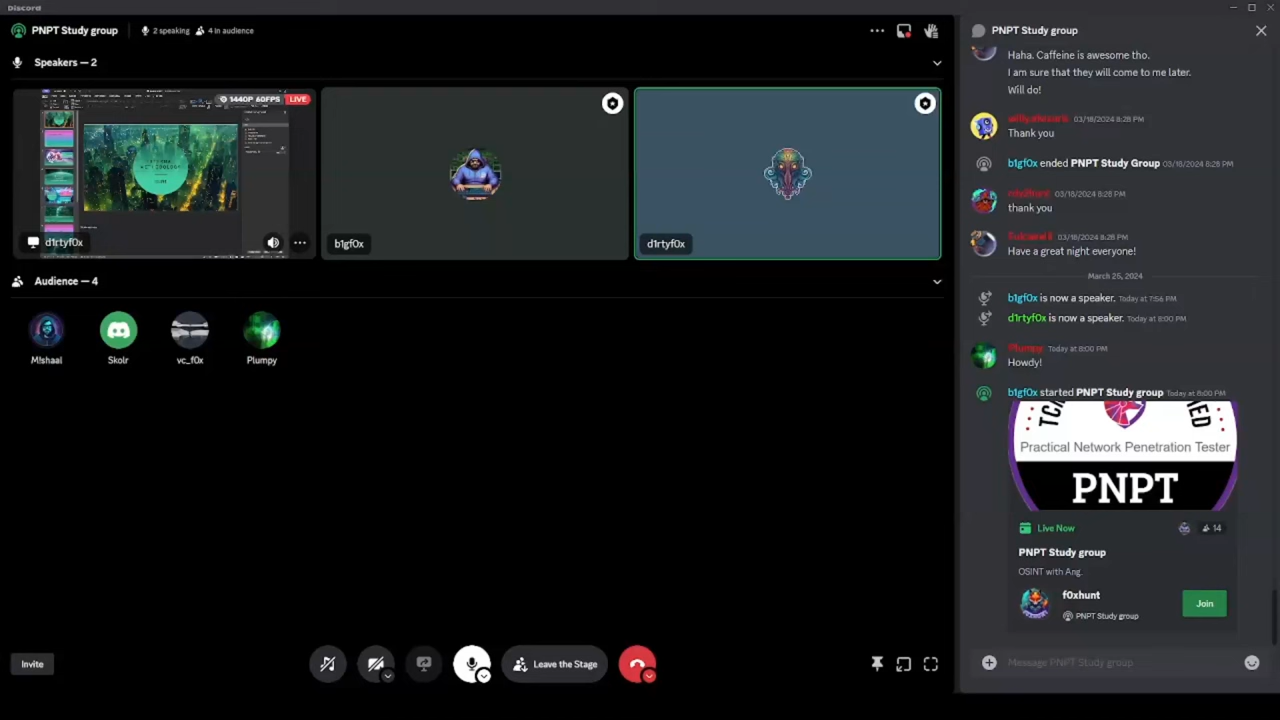 Discord
PNPT Study group
2 speaking
4 in audience
Speakers — 2
1440P 60FPS
LIVE
d1rtyf0x
b1gf0x
d1rtyf0x
Audience — 4
M!shaal
Skolr
vc_f0x
Plumpy
Invite
Leave the Stage
PNPT Study group
Haha. Caffeine is awesome tho.
I am sure that they will come to me later.
Will do!
03/18/2024 8:28 PM
Thank you
b1gf0x ended PNPT Study Group 03/18/2024 8:28 PM
03/18/2024 8:28 PM
thank you
03/18/2024 8:28 PM
Have a great night everyone!
March 25, 2024
b1gf0x is now a speaker. Today at 7:56 PM
d1rtyf0x is now a speaker. Today at 8:00 PM
Plumpy Today at 8:00 PM
Howdy!
b1gf0x started PNPT Study group Today at 8:00 PM
Practical Network Penetration Tester
PNPT
Live Now
14
PNPT Study group
OSINT with Ang.
f0xhunt
PNPT Study group
Join
Message PNPT Study group